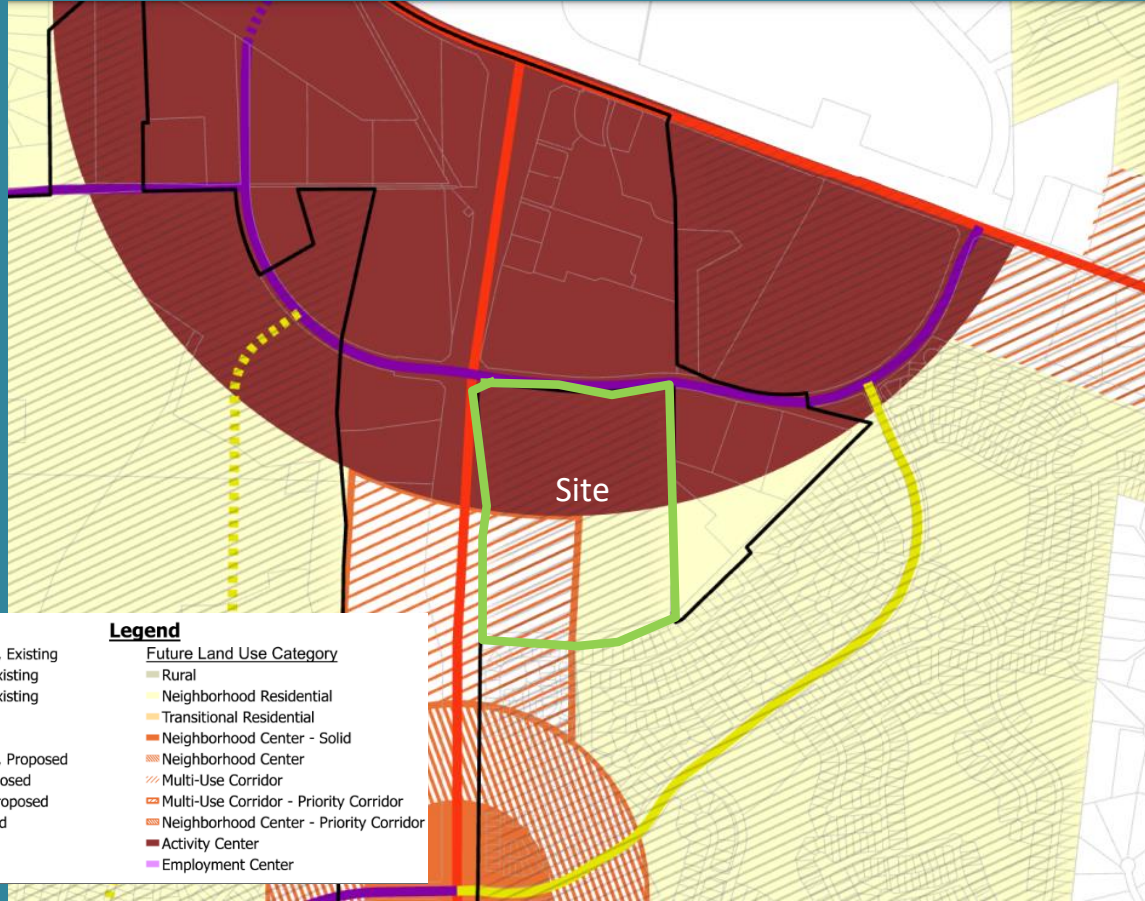 Site
Legend
, Existing
xisting
xisting
, Proposed
posed
roposed
d
Future Land Use Category
Rural
Neighborhood Residential
Transitional Residential
Neighborhood Center - Solid
Neighborhood Center
Multi-Use Corridor
Multi-Use Corridor - Priority Corridor
Neighborhood Center - Priority Corridor
Activity Center
Employment Center